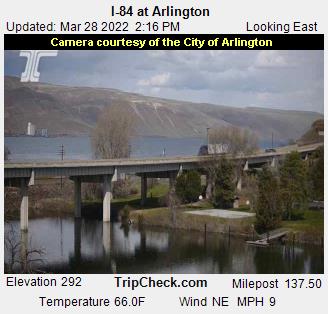 I-84 at Arlington
Updated: Mar 28 2022 2:16 PM Looking East
Camera courtesy of the City of Arlington
Elevation 292 TripCheck.com Milepost 137.50
Temperature 66.0F Wind NE MPH 9